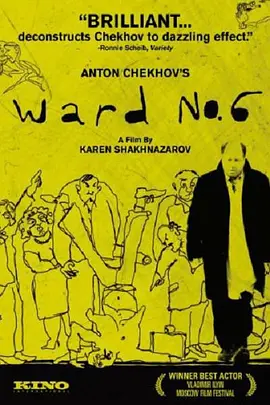 “BRILLIANT...
deconstructs Chekhov to dazzling effect.”
-Ronnie Scheib, Variety
ANTON CHEKHOV'S
Ward No.6
A Film By
KAREN SHAKHNAZAROV
KINO
INTERNATIONAL
WINNER BEST ACTOR
VLADIMIR ILYIN
MOSCOW FILM FESTIVAL